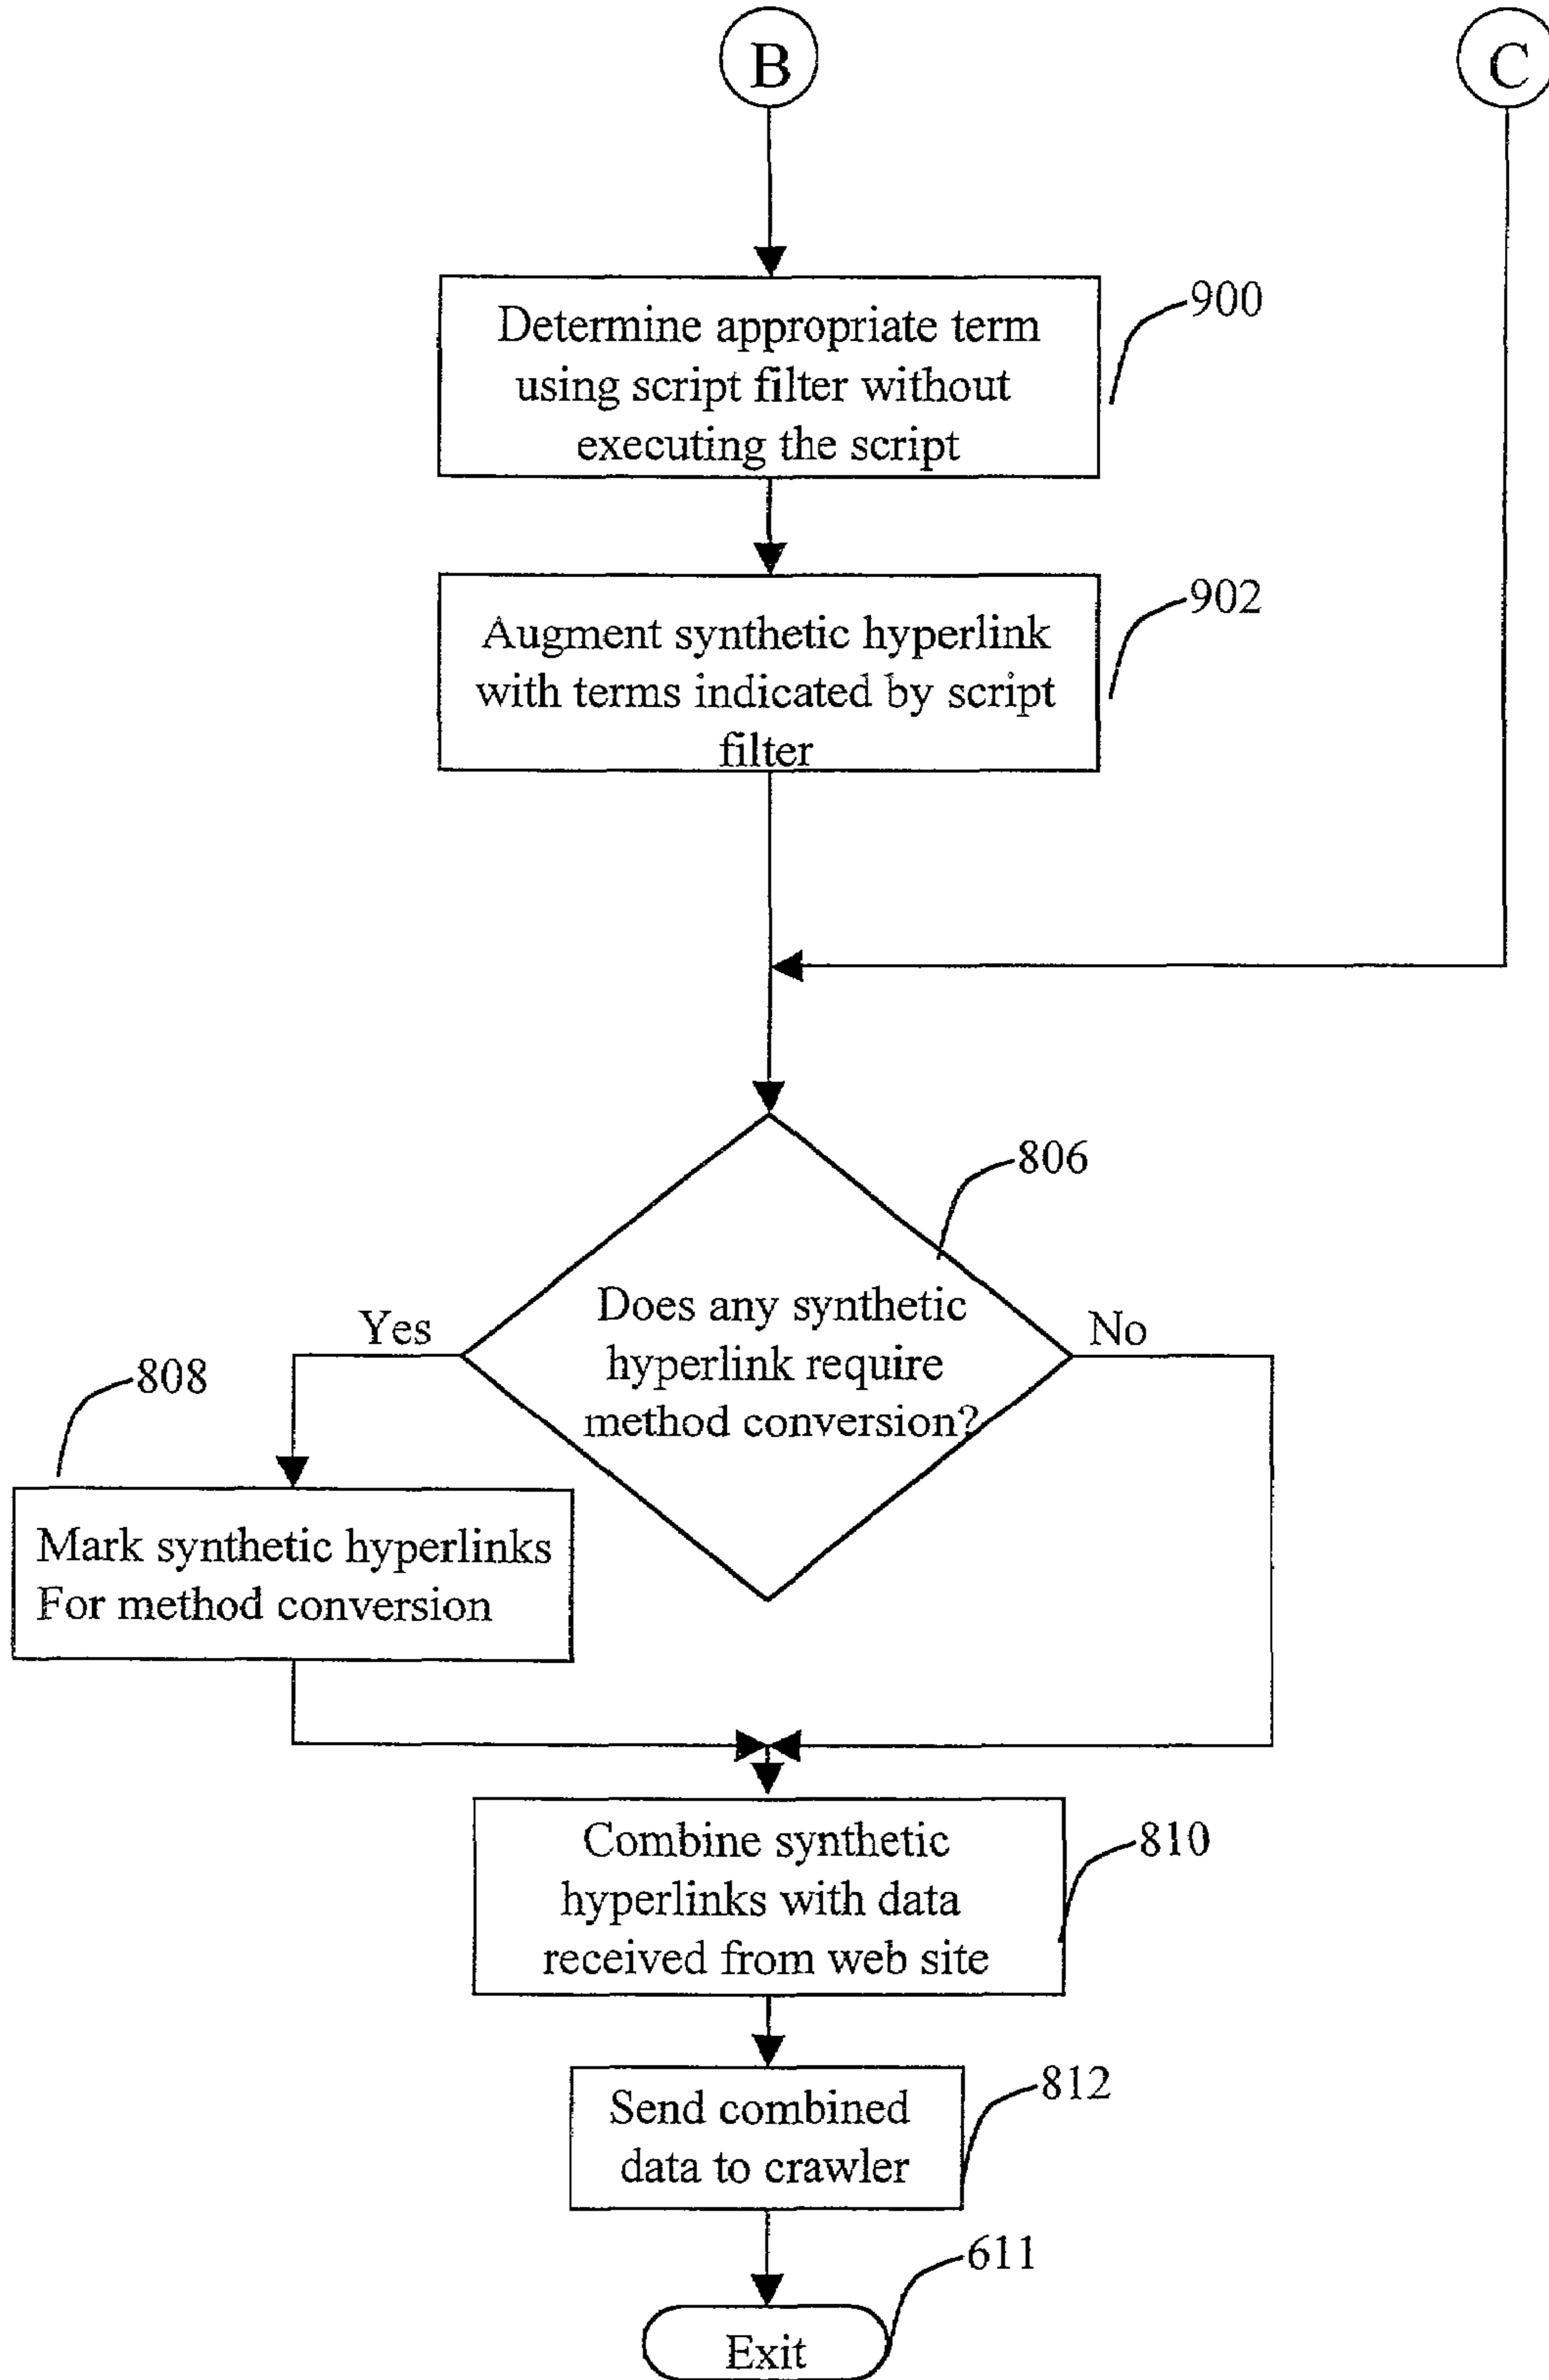 B
C
Determine appropriate term
using script filter without
executing the script
900
Augment synthetic hyperlink
with terms indicated by script
filter
902
806
Does any synthetic
hyperlink require
method conversion?
Yes
No
808
Mark synthetic hyperlinks
For method conversion
Combine synthetic
hyperlinks with data
received from web site
810
Send combined
data to crawler
812
611
Exit